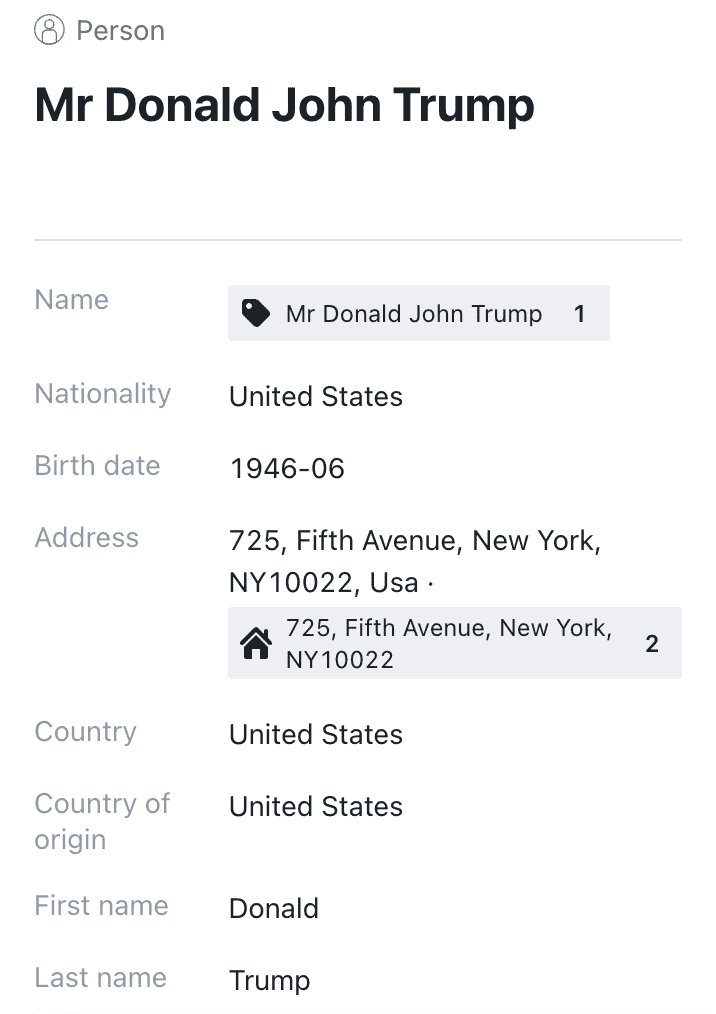 Person
Mr Donald John Trump
Name
Mr Donald John Trump 1
Nationality
United States
Birth date
1946-06
Address
725, Fifth Avenue, New York,
NY10022, Usa ·
725, Fifth Avenue, New York,
NY10022
2
Country
United States
Country of
origin
United States
First name
Donald
Last name
Trump